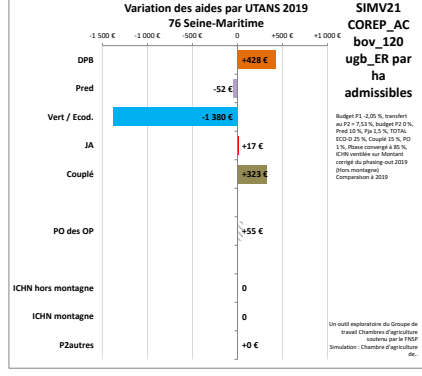 Variation des aides par UTANS 2019
76 Seine-Maritime
-1 500 € -1 000 € -500 € 0 +500 € +1 000 €
DPB +428 €
Pred -52 €
Vert / Ecod. -1 380 €
JA +17 €
Couplé +323 €
PO des OP +55 €
ICHN hors montagne 0
ICHN montagne 0
P2autres +0 €
SIMV21
COREP_AC
bov_120
ugb_ER par
ha
admissibles
Budget P1 -2,05 %, transfert
au P2 = 7,53 %, budget P2 0 %,
Pred 10 %, Pja 1,5 %, TOTAL
ECO-D 25 %, Couplé 15 %, PO
1 %, Pbase convergé à 85 %,
ICHN ventilée sur Montant
corrigé du phasing-out 2019
(Hors montagne)
Comparaison à 2019
Un outil exploratoire du Groupe de
travail Chambres d'agriculture
soutenu par le FNSP
Simulation : Chambre d'agriculture
de..